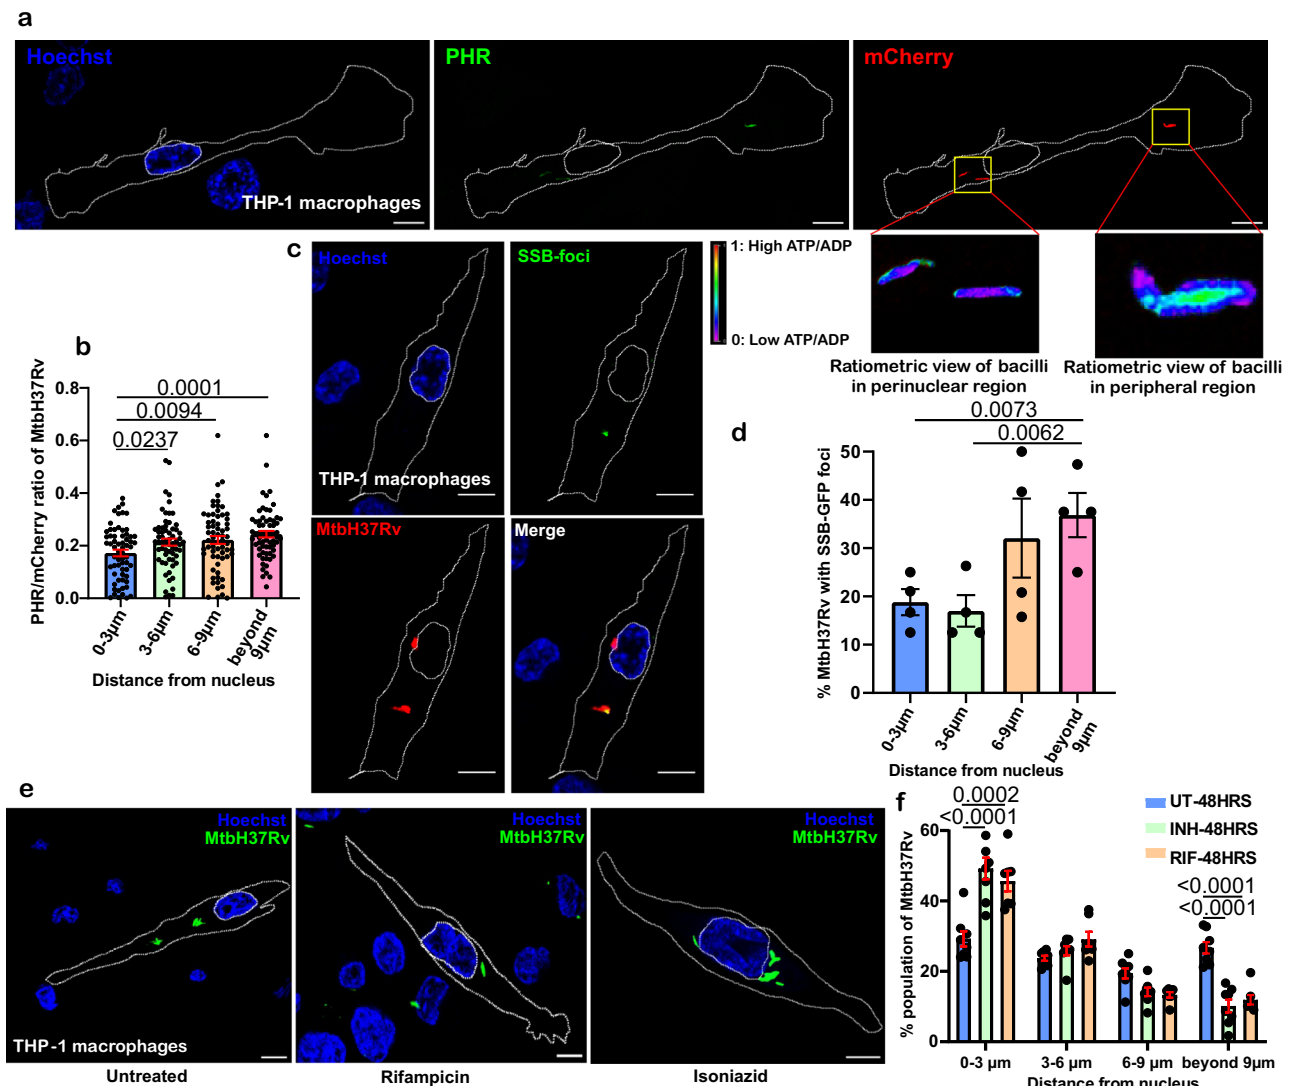 a
Hoechst
THP-1 macrophages
PHR
mCherry
1: High ATP/ADP
0: Low ATP/ADP
Ratiometric view of bacilli
in perinuclear region
Ratiometric view of bacilli
in peripheral region
b
0.0001
0.0094
0.0237
PHR/mCherry ratio of MtbH37Rv
0.8
0.6
0.4
0.2
0.0
0-3µm
3-6µm
6-9µm
beyond
9µm
Distance from nucleus
c
Hoechst
THP-1 macrophages
SSB-foci
MtbH37Rv
Merge
d
0.0073
0.0062
% MtbH37Rv with SSB-GFP foci
50
40
30
20
10
0
0-3µm
3-6µm
6-9µm
beyond
9µm
Distance from nucleus
e
Hoechst
MtbH37Rv
THP-1 macrophages
Untreated
Hoechst
MtbH37Rv
Rifampicin
Hoechst
MtbH37Rv
Isoniazid
f
0.0002
<0.0001
<0.0001
<0.0001
UT-48HRS
INH-48HRS
RIF-48HRS
% population of MtbH37Rv
60
40
20
0
0-3 µm
3-6 µm
6-9 µm
beyond 9µm
Distance from nucleus